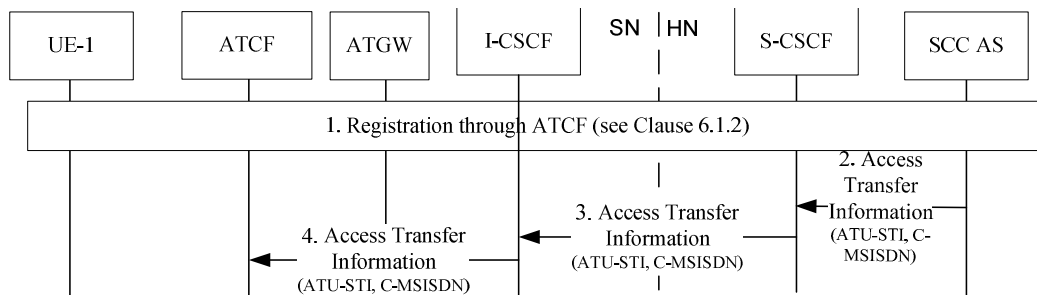 UE-1
ATCF
ATGW
I-CSCF
SN
HN
S-CSCF
SCC AS
1. Registration through ATCF (see Clause 6.1.2)
2. Access
Transfer
Information
(ATU-STI, C-
MSISDN)
3. Access Transfer
Information
(ATU-STI, C-MSISDN)
4. Access Transfer
Information
(ATU-STI, C-MSISDN)